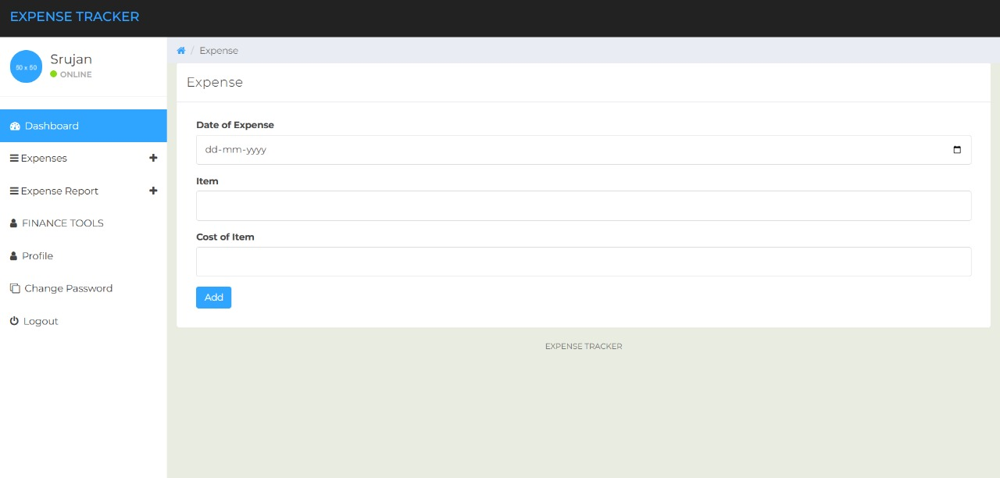 EXPENSE TRACKER
50 x 50
Srujan
ONLINE
Dashboard
Expenses
Expense Report
FINANCE TOOLS
Profile
Change Password
Logout
/ Expense
Expense
Date of Expense
dd-mm-yyyy
Item
Cost of Item
Add
EXPENSE TRACKER